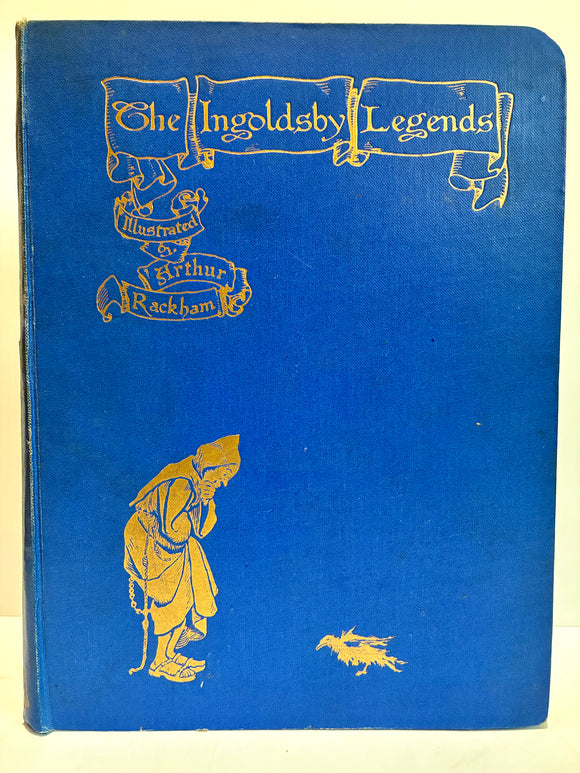 The Ingoldsby Legends
Illustrated
by
Arthur
Rackham